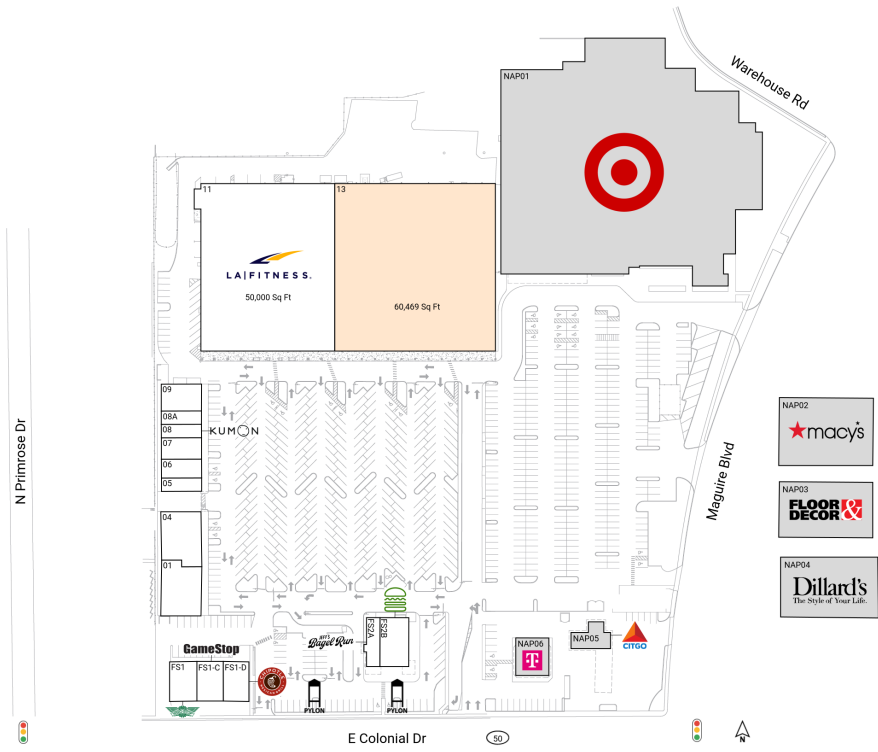 Warehouse Rd
NAP01
11
13
LA|FITNESS.
50,000 Sq Ft
60,469 Sq Ft
09
08A
08
KUMON
07
06
05
04
01
N Primrose Dr
Maguire Blvd
NAP02
macy's
NAP03
FLOOR
& DECOR
NAP04
Dillard's
The Style of Your Life.
FS2A
FS2B
Jeff's
Bagel Run
GameStop
FS1
FS1-C
FS1-D
CHIPOTLE
PYLON
PYLON
NAP06
T
NAP05
CITGO
E Colonial Dr
50
N